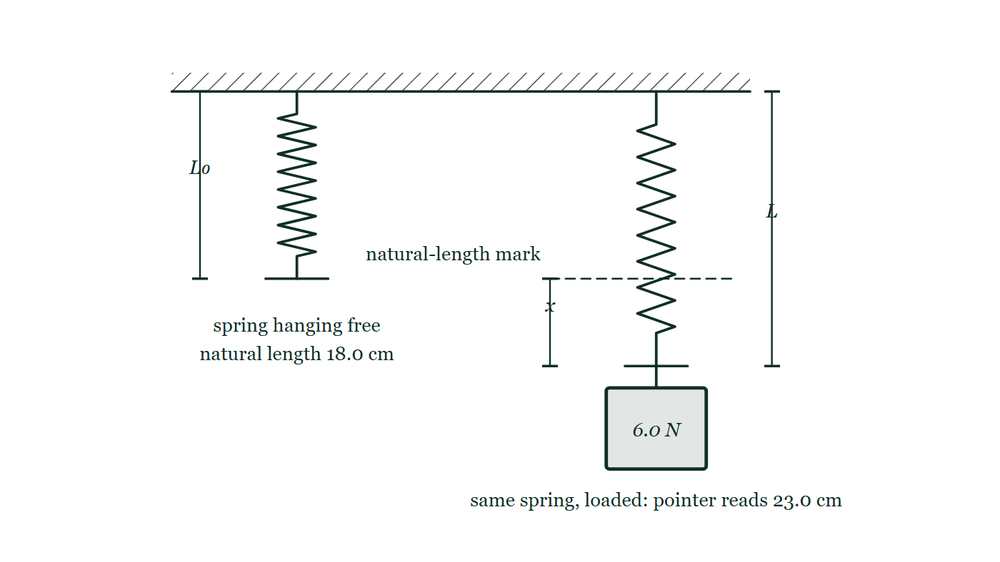 L₀
L
natural-length mark
x
spring hanging free
natural length 18.0 cm
6.0 N
same spring, loaded: pointer reads 23.0 cm